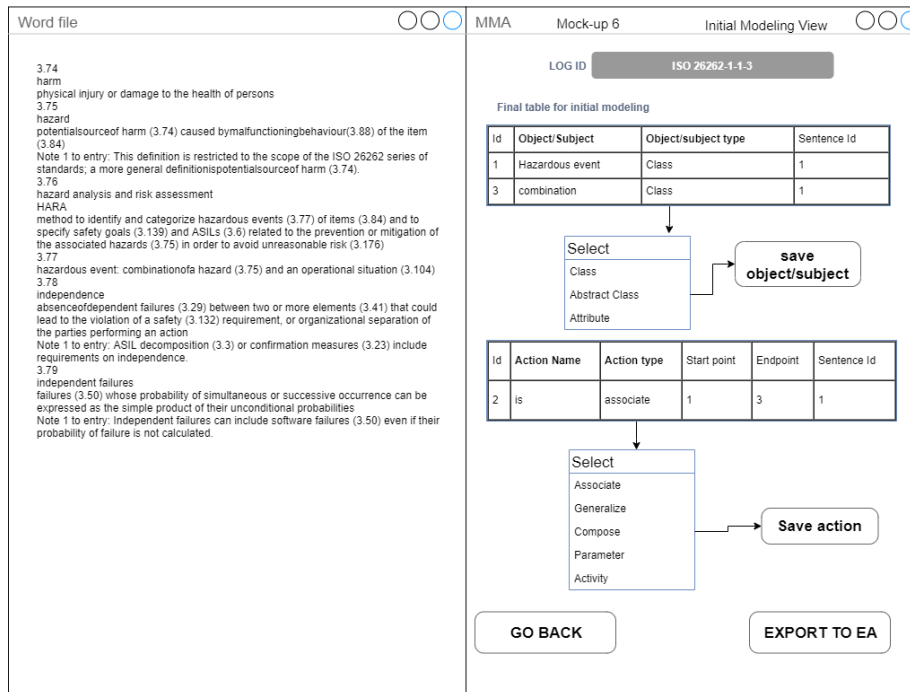 Word file
3.74
harm
physical injury or damage to the health of persons
3.75
hazard
potentialsourceof harm (3.74) caused bymalfunctioningbehaviour(3.88) of the item
(3.84)
Note 1 to entry: This definition is restricted to the scope of the ISO 26262 series of
standards; a more general definitionispotentialsourceof harm (3.74).
3.76
hazard analysis and risk assessment
HARA
method to identify and categorize hazardous events (3.77) of items (3.84) and to
specify safety goals (3.139) and ASILs (3.6) related to the prevention or mitigation of
the associated hazards (3.75) in order to avoid unreasonable risk (3.176)
3.77
hazardous event: combinationofa hazard (3.75) and an operational situation (3.104)
3.78
independence
absenceofdependent failures (3.29) between two or more elements (3.41) that could
lead to the violation of a safety (3.132) requirement, or organizational separation of
the parties performing an action
Note 1 to entry: ASIL decomposition (3.3) or confirmation measures (3.23) include
requirements on independence.
3.79
independent failures
failures (3.50) whose probability of simultaneous or successive occurrence can be
expressed as the simple product of their unconditional probabilities
Note 1 to entry: Independent failures can include software failures (3.50) even if their
probability of failure is not calculated.
MMA Mock-up 6 Initial Modeling View
LOG ID ISO 26262-1-1-3
Final table for initial modeling
Id Object/Subject Object/subject type Sentence Id
1 Hazardous event Class 1
3 combination Class 1
Select
Class
Abstract Class
Attribute
save
object/subject
Id Action Name Action type Start point Endpoint Sentence Id
2 is associate 1 3 1
Select
Associate
Generalize
Compose
Parameter
Activity
Save action
GO BACK EXPORT TO EA